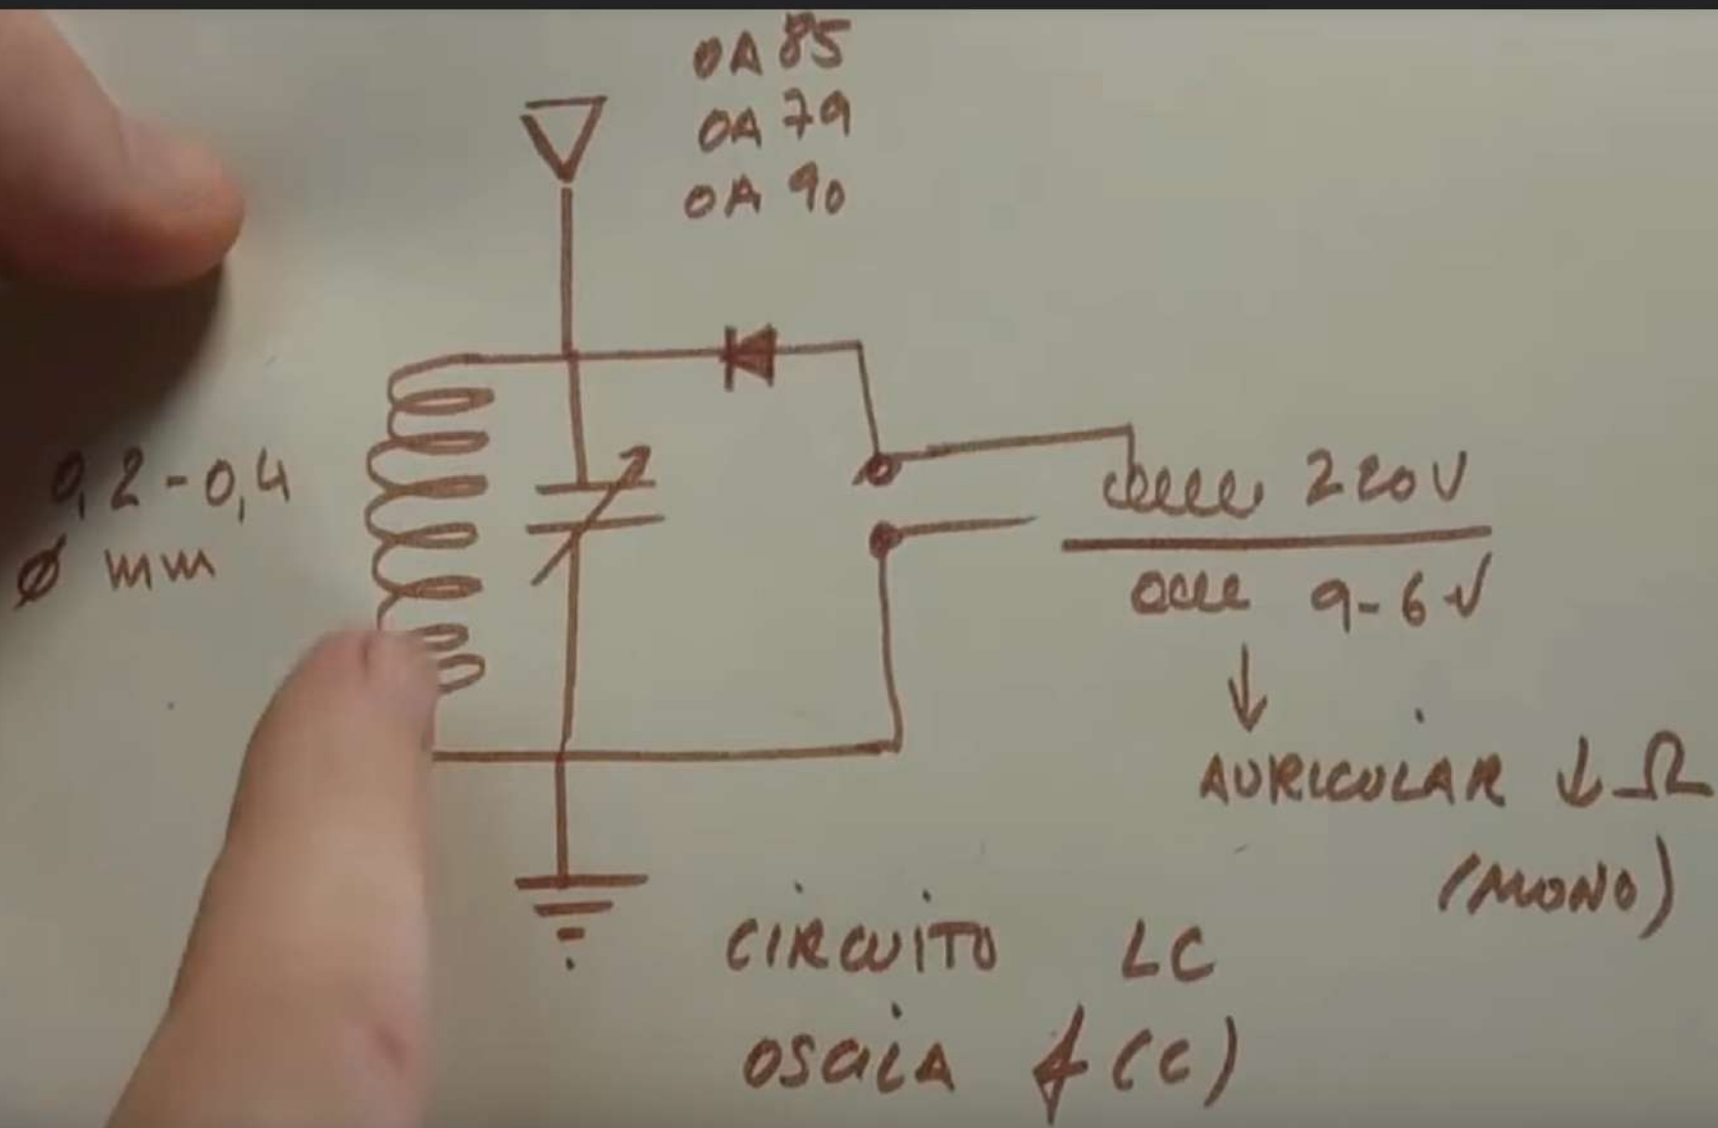 OA 85
OA 79
OA 90
0,2-0,4
Ø mm
220V
9-6V
AURICULAR ↓ Ω
(MONO)
CIRCUITO LC
OSCILA f(C)